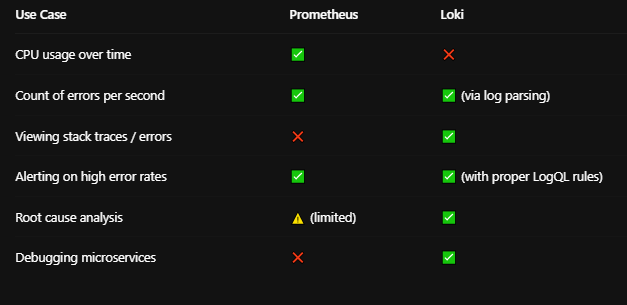 Use Case Prometheus Loki
CPU usage over time ✅ ❌
Count of errors per second ✅ ✅ (via log parsing)
Viewing stack traces / errors ❌ ✅
Alerting on high error rates ✅ ✅ (with proper LogQL rules)
Root cause analysis ⚠️ (limited) ✅
Debugging microservices ❌ ✅